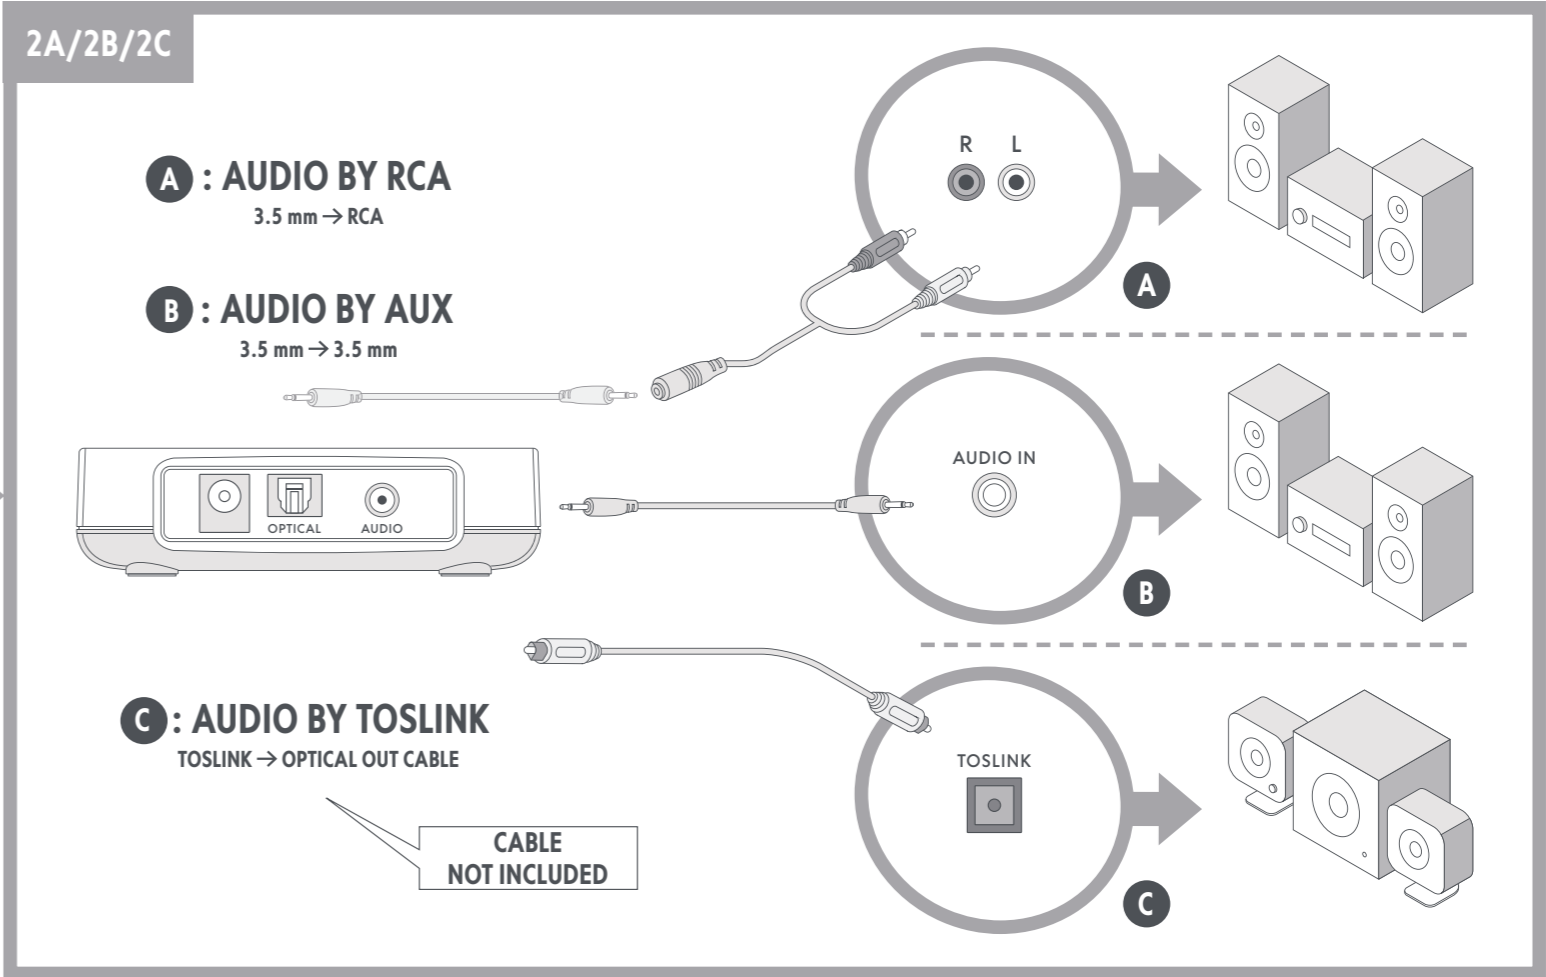 2A/2B/2C
A : AUDIO BY RCA
3.5 mm → RCA
B : AUDIO BY AUX
3.5 mm → 3.5 mm
OPTICAL
AUDIO
C : AUDIO BY TOSLINK
TOSLINK → OPTICAL OUT CABLE
CABLE
NOT INCLUDED
R L
A
AUDIO IN
B
TOSLINK
C